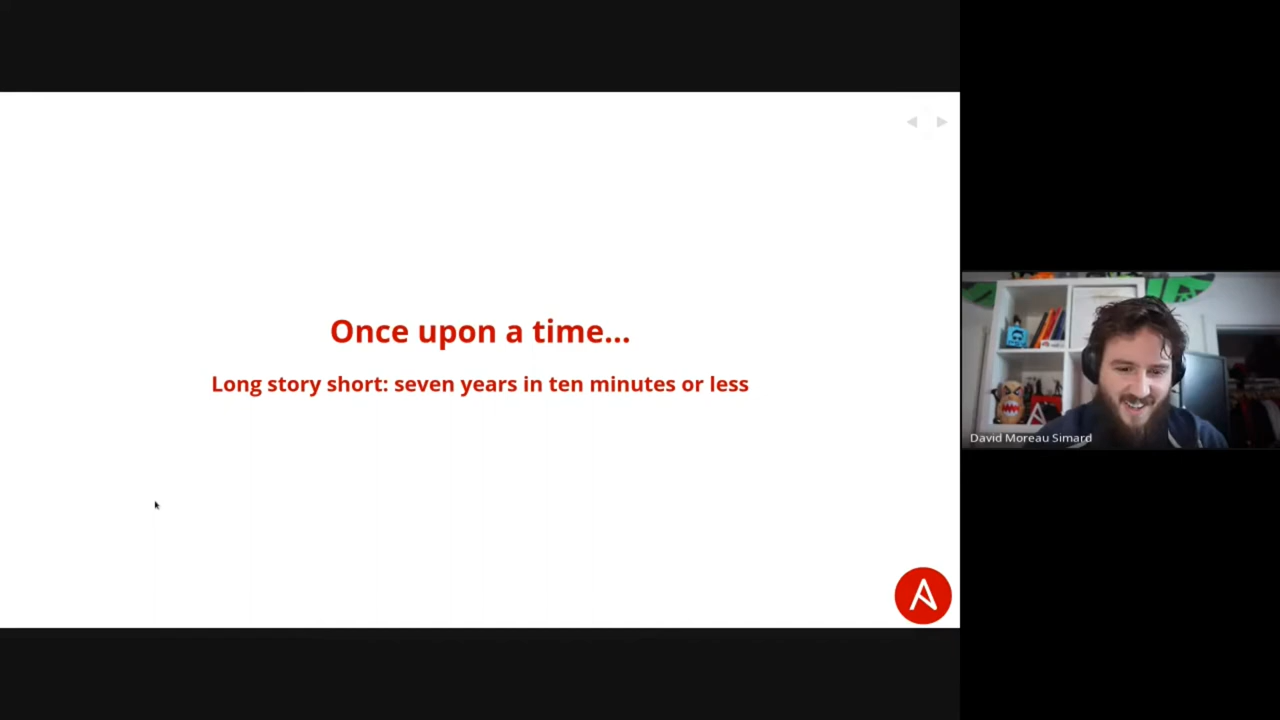 Once upon a time...
Long story short: seven years in ten minutes or less
David Moreau Simard